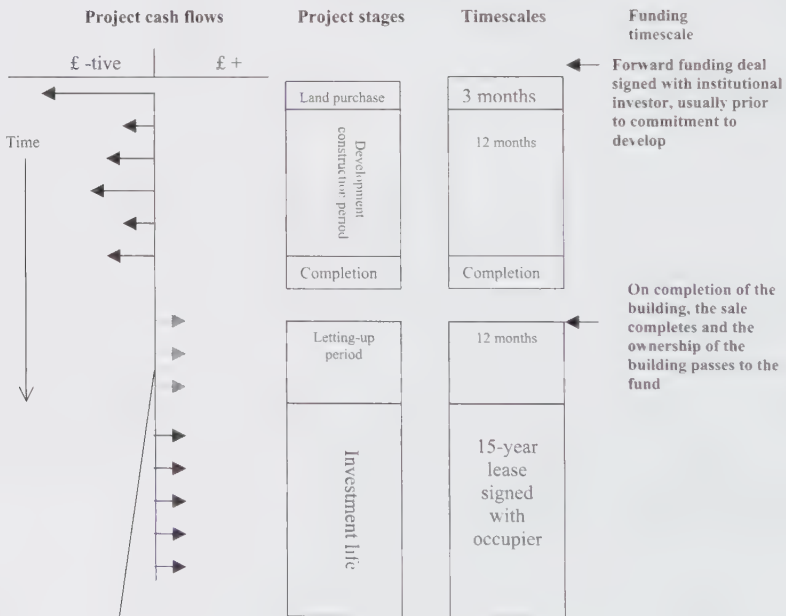 Project cash flows
Project stages
Timescales
Funding
timescale
£ -tive
£ +
Time
Land purchase
3 months
Forward funding deal
signed with institutional
investor, usually prior
to commitment to
develop
Development
construction period
12 months
Completion
Completion
On completion of the
building, the sale
completes and the
ownership of the
building passes to the
fund
Letting-up
period
12 months
Investment life
15-year
lease
signed
with
occupier